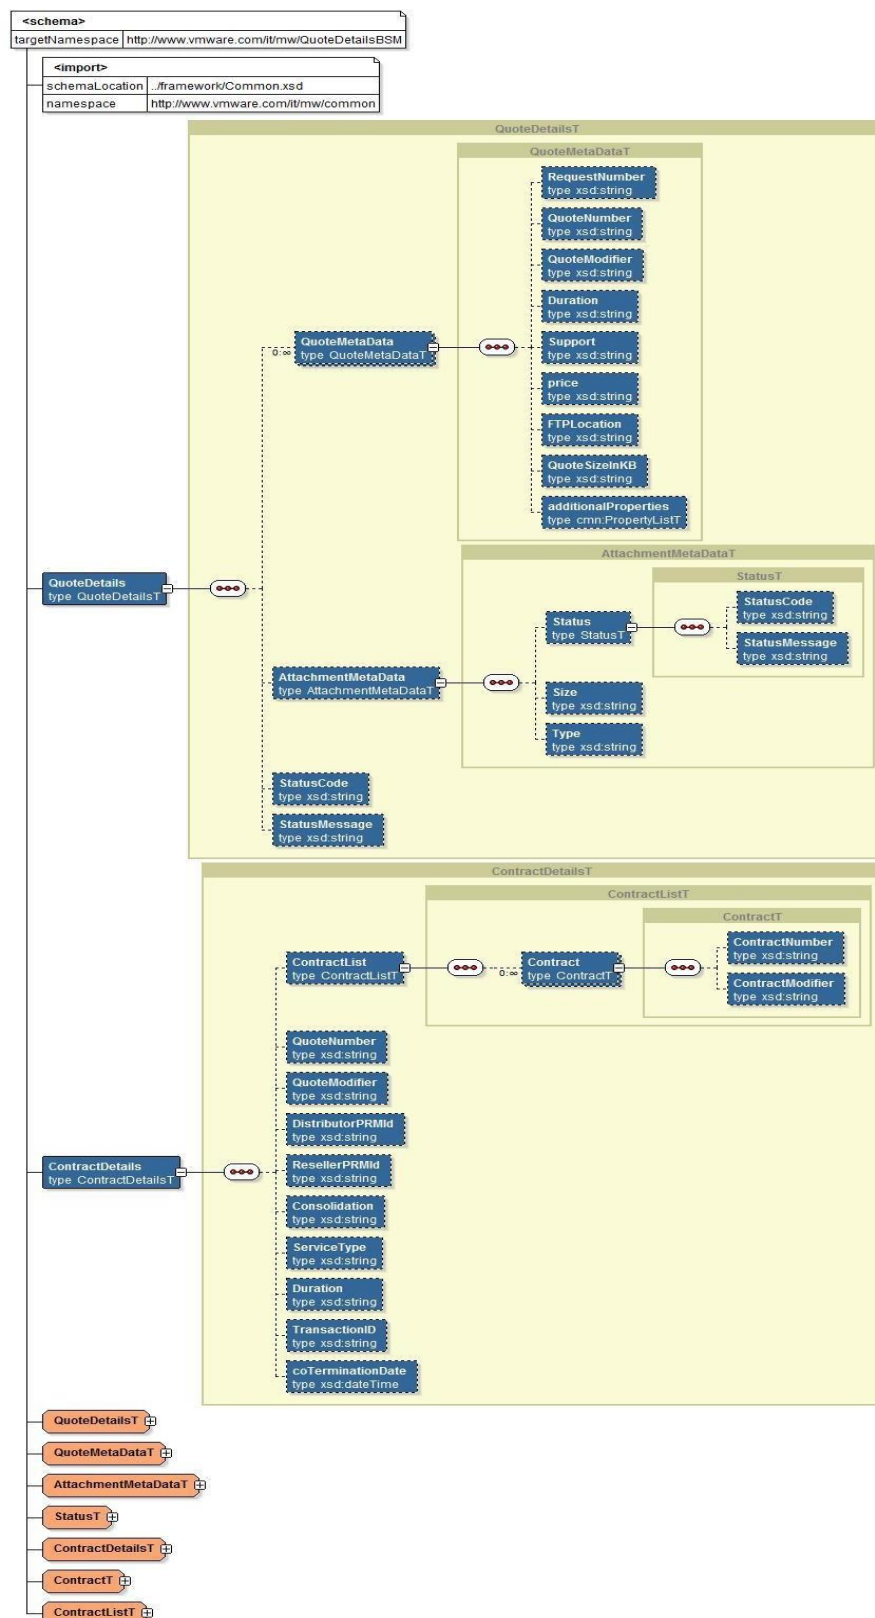 <schema>
targetNamespace http://www.vmware.com/it/mw/QuoteDetailsBSM
<import>
schemaLocation ../framework/Common.xsd
namespace http://www.vmware.com/it/mw/common
QuoteDetailsT
QuoteMetaDataT
RequestNumber
type xsd:string
QuoteNumber
type xsd:string
QuoteModifier
type xsd:string
Duration
type xsd:string
Support
type xsd:string
QuoteMetaData
type QuoteMetaDataT
0:∞
price
type xsd:string
FTPLocation
type xsd:string
QuoteSizeInKB
type xsd:string
additionalProperties
type cmn:PropertyListT
QuoteDetails
type QuoteDetailsT
AttachmentMetaDataT
StatusT
Status
type StatusT
StatusCode
type xsd:string
StatusMessage
type xsd:string
AttachmentMetaData
type AttachmentMetaDataT
Size
type xsd:string
Type
type xsd:string
StatusCode
type xsd:string
StatusMessage
type xsd:string
ContractDetailsT
ContractListT
ContractT
ContractList
type ContractListT
0:∞
Contract
type ContractT
ContractNumber
type xsd:string
ContractModifier
type xsd:string
QuoteNumber
type xsd:string
QuoteModifier
type xsd:string
DistributorPRMId
type xsd:string
ContractDetails
type ContractDetailsT
ResellerPRMId
type xsd:string
Consolidation
type xsd:string
ServiceType
type xsd:string
Duration
type xsd:string
TransactionID
type xsd:string
coTerminationDate
type xsd:dateTime
QuoteDetailsT
QuoteMetaDataT
AttachmentMetaDataT
StatusT
ContractDetailsT
ContractT
ContractListT